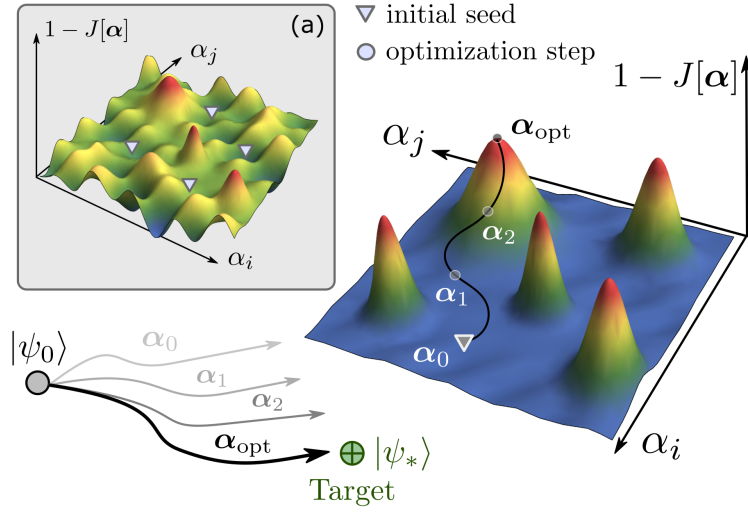 (a)
1 − J[α]
α_j
α_i
initial seed
optimization step
1 − J[α]
α_j
α_opt
α_2
α_1
α_0
α_i
|ψ_0⟩
α_0
α_1
α_2
α_opt
|ψ_*⟩
Target